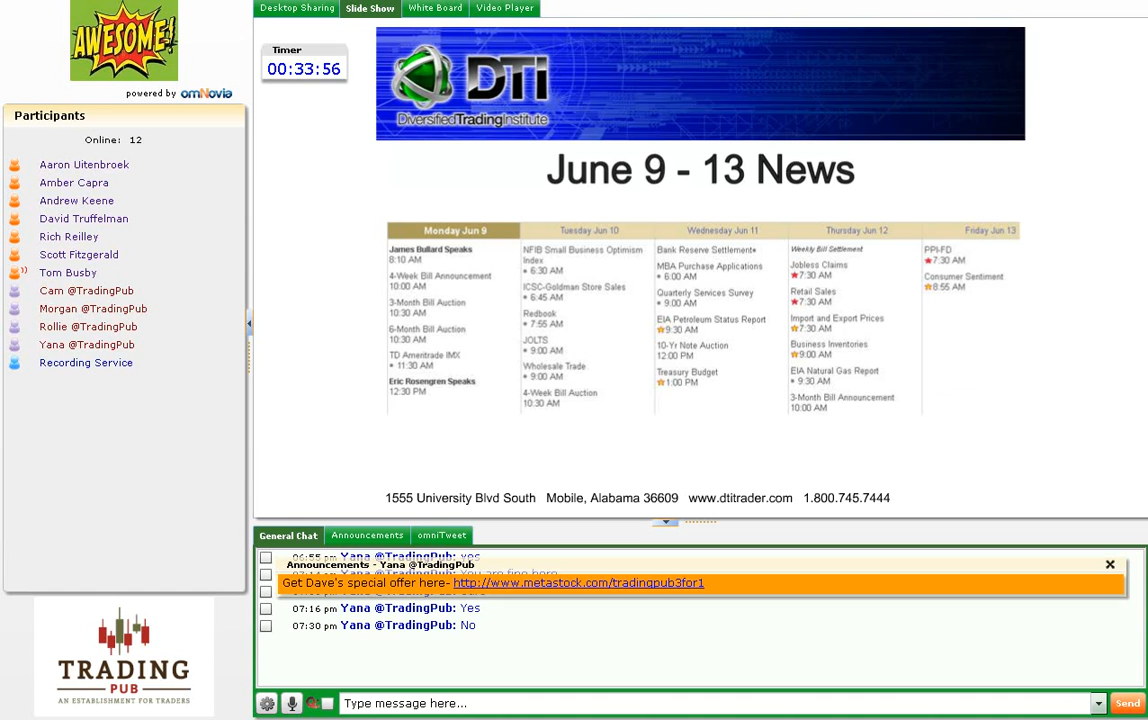 AWESOME!
powered by omNovia
Participants
Online: 12
Aaron Uitenbroek
Amber Capra
Andrew Keene
David Truffelman
Rich Reilley
Scott Fitzgerald
Tom Busby
Cam @TradingPub
Morgan @TradingPub
Rollie @TradingPub
Yana @TradingPub
Recording Service
TRADING
PUB
AN ESTABLISHMENT FOR TRADERS
Desktop Sharing Slide Show White Board Video Player
Timer
00:33:56
DTI
DiversifiedTradingInstitute
June 9 - 13 News
Monday Jun 9
James Bullard Speaks
8:10 AM
4-Week Bill Announcement
10:00 AM
3-Month Bill Auction
10:30 AM
6-Month Bill Auction
10:30 AM
TD Ameritrade IMX
11:30 AM
Eric Rosengren Speaks
12:30 PM
Tuesday Jun 10
NFIB Small Business Optimism
Index
6:30 AM
ICSC-Goldman Store Sales
6:45 AM
Redbook
7:55 AM
JOLTS
9:00 AM
Wholesale Trade
9:00 AM
4-Week Bill Auction
10:30 AM
Wednesday Jun 11
Bank Reserve Settlement
MBA Purchase Applications
6:00 AM
Quarterly Services Survey
9:00 AM
EIA Petroleum Status Report
9:30 AM
10-Yr Note Auction
12:00 PM
Treasury Budget
1:00 PM
Thursday Jun 12
Weekly Bill Settlement
Jobless Claims
7:30 AM
Retail Sales
7:30 AM
Import and Export Prices
7:30 AM
Business Inventories
9:00 AM
EIA Natural Gas Report
9:30 AM
3-Month Bill Announcement
10:00 AM
Friday Jun 13
PPI-FD
7:30 AM
Consumer Sentiment
8:55 AM
1555 University Blvd South Mobile, Alabama 36609 www.dtitrader.com 1.800.745.7444
General Chat Announcements omniTweet
06:55 pm Yana @TradingPub: yes
Announcements - Yana @TradingPub
You are fine here
Get Dave's special offer here- http://www.metastock.com/tradingpub3for1
07:16 pm Yana @TradingPub: Yes
07:30 pm Yana @TradingPub: No
Type message here...
Send